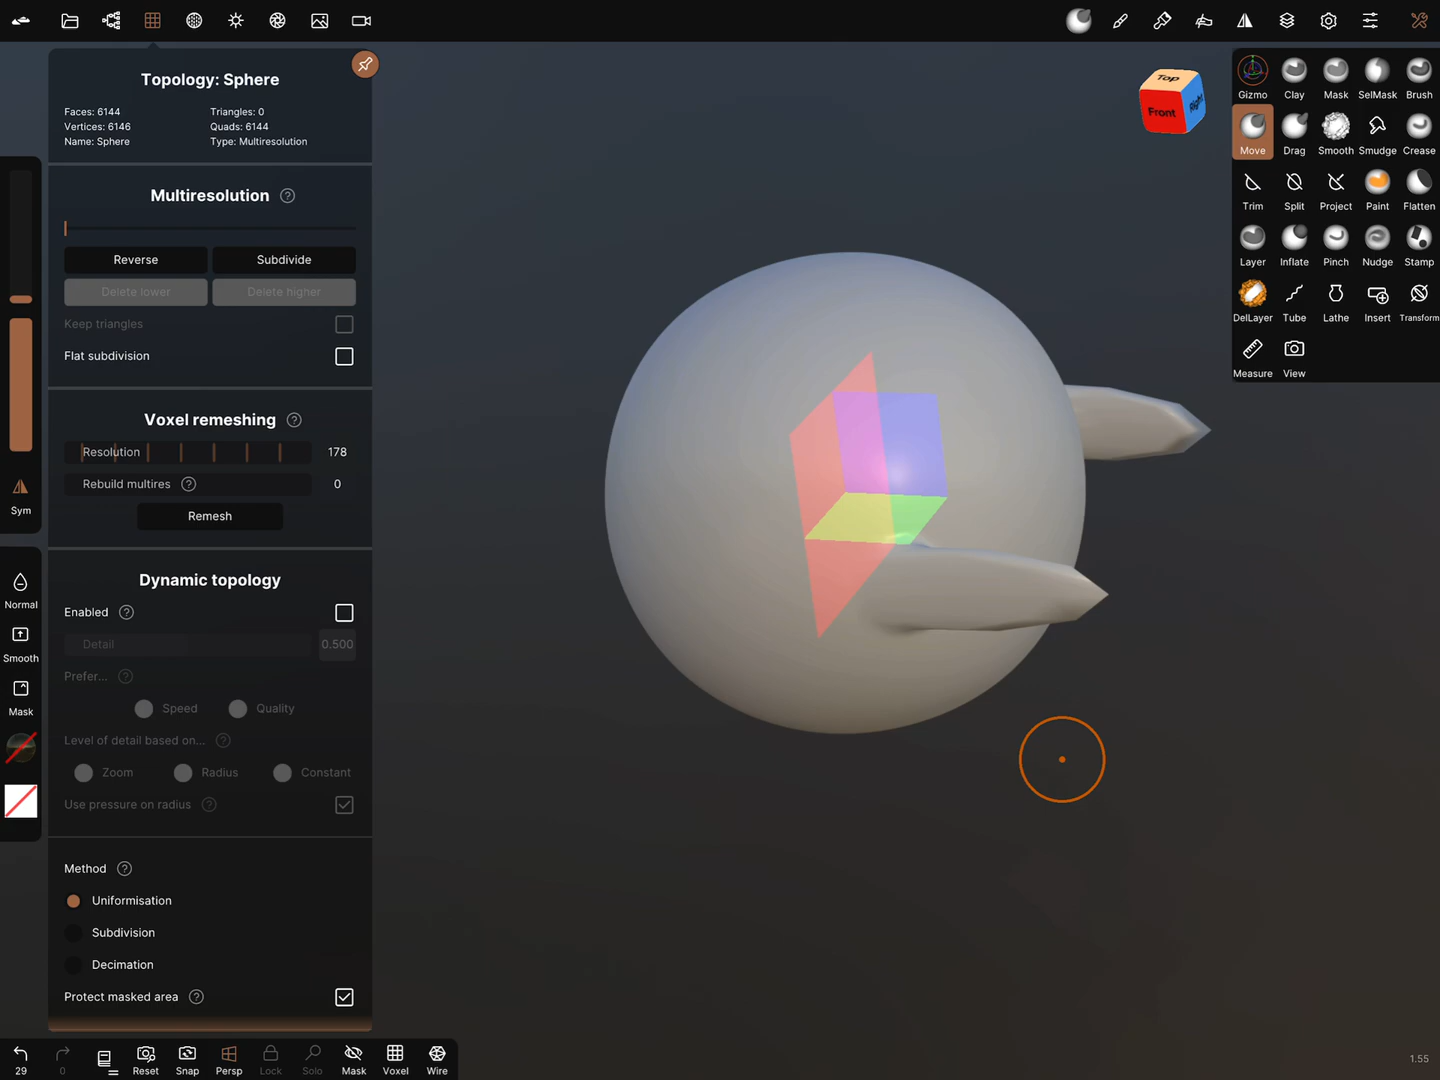 Topology: Sphere
Faces: 6144
Triangles: 0
Vertices: 6146
Quads: 6144
Name: Sphere
Type: Multiresolution
Multiresolution ?
Reverse
Subdivide
Delete lower
Delete higher
Keep triangles
Flat subdivision
Voxel remeshing ?
Resolution 178
Rebuild multires ? 0
Remesh
Dynamic topology
Enabled ?
Detail 0.500
Prefer... ?
Speed
Quality
Level of detail based on... ?
Zoom
Radius
Constant
Use pressure on radius ?
Method ?
Uniformisation
Subdivision
Decimation
Protect masked area ?
Sym
Normal
Smooth
Mask
Top
Front
Right
Gizmo
Clay
Mask
SelMask
Brush
Move
Drag
Smooth
Smudge
Crease
Trim
Split
Project
Paint
Flatten
Layer
Inflate
Pinch
Nudge
Stamp
DelLayer
Tube
Lathe
Insert
Transform
Measure
View
29
0
Reset
Snap
Persp
Lock
Solo
Mask
Voxel
Wire
1.55